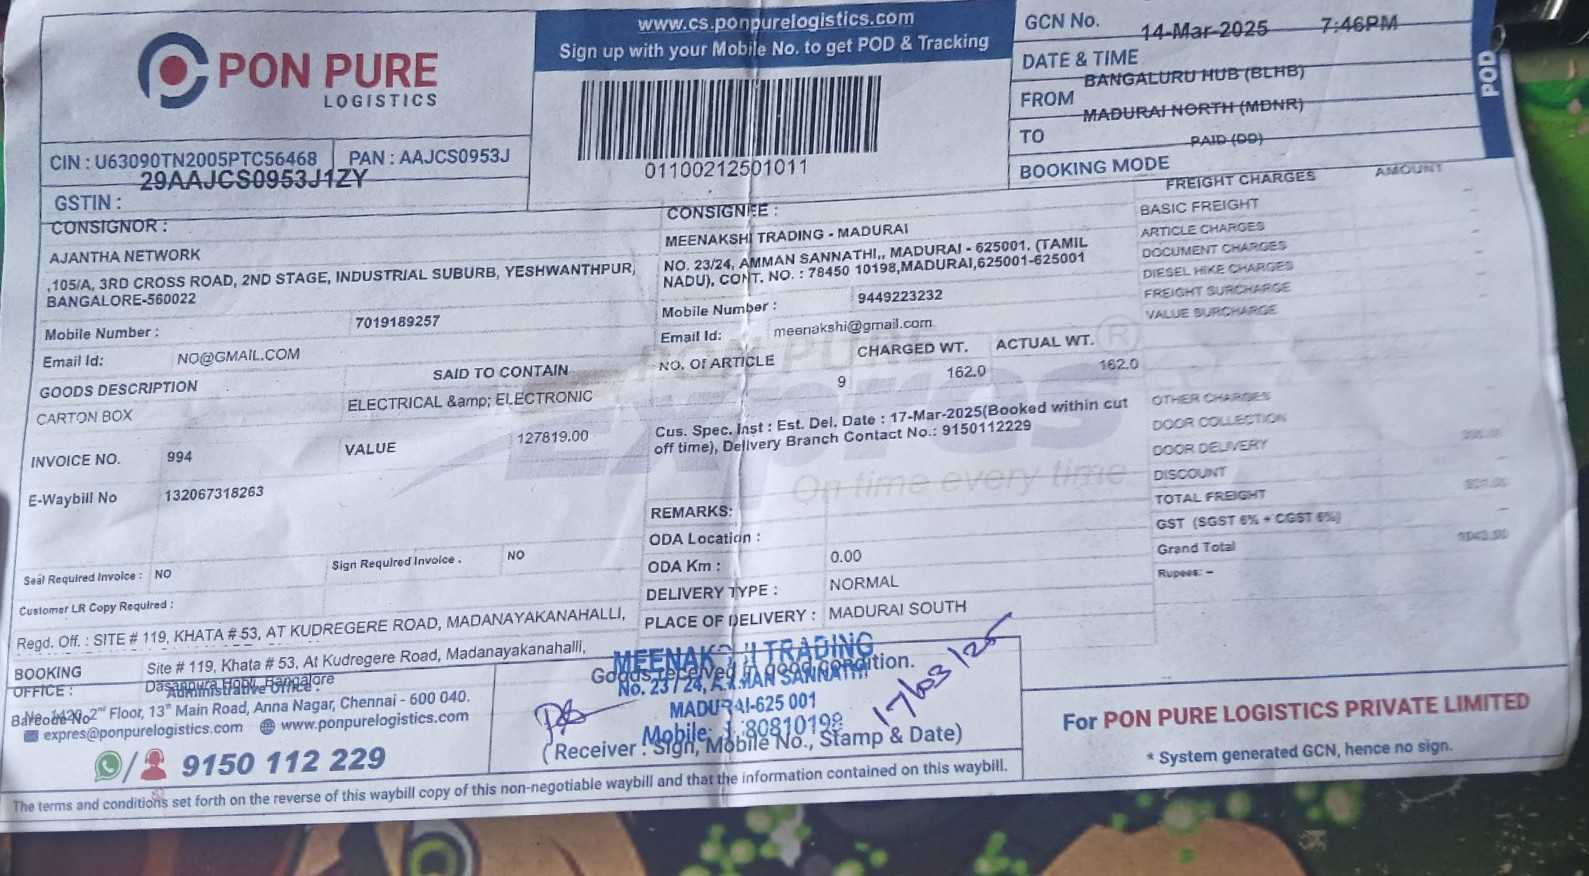 PON PURE
LOGISTICS
CIN : U63090TN2005PTC56468
PAN : AAJCS0953J
29AAJCS0953J1ZY
GSTIN :
www.cs.ponpurelogistics.com
Sign up with your Mobile No. to get POD & Tracking
01100212501011
GCN No.
14-Mar-2025 7:46PM
DATE & TIME
BANGALURU HUB (BLHB)
FROM
MADURAI NORTH (MDNR)
TO
PAID (DD)
BOOKING MODE
POD
CONSIGNOR :
AJANTHA NETWORK
,105/A, 3RD CROSS ROAD, 2ND STAGE, INDUSTRIAL SUBURB, YESHWANTHPUR,
BANGALORE-560022
Mobile Number : 7019189257
Email Id: NO@GMAIL.COM
GOODS DESCRIPTION SAID TO CONTAIN
CARTON BOX ELECTRICAL &amp; ELECTRONIC
INVOICE NO. 994 VALUE 127819.00
E-Waybill No 132067318263
Seal Required Invoice : NO Sign Required Invoice . NO
Customer LR Copy Required :
Regd. Off. : SITE # 119, KHATA # 53, AT KUDREGERE ROAD, MADANAYAKANAHALLI,
BOOKING OFFICE :
Site # 119, Khata # 53, At Kudregere Road, Madanayakanahalli,
Dasanpura Hobli, Bangalore
Administrative Office :
Barcode No
2nd Floor, 13th Main Road, Anna Nagar, Chennai - 600 040.
expres@ponpurelogistics.com www.ponpurelogistics.com
9150 112 229
CONSIGNEE :
MEENAKSHI TRADING - MADURAI
NO. 23/24, AMMAN SANNATHI,, MADURAI - 625001. (TAMIL
NADU), CONT. NO. : 78450 10198,MADURAI,625001-625001
Mobile Number : 9449223232
Email Id: meenakshi@gmail.com
NO. Of ARTICLE CHARGED WT. ACTUAL WT.
9 162.0 162.0
Cus. Spec. Inst : Est. Del. Date : 17-Mar-2025(Booked within cut
off time), Delivery Branch Contact No.: 9150112229
PON PURE
Expres
On time every time
REMARKS:
ODA Location :
ODA Km : 0.00
DELIVERY TYPE : NORMAL
PLACE OF DELIVERY : MADURAI SOUTH
FREIGHT CHARGES AMOUNT
BASIC FREIGHT
ARTICLE CHARGES
DOCUMENT CHARGES
DIESEL HIKE CHARGES
FREIGHT SURCHARGE
VALUE SURCHARGE
OTHER CHARGES
DOOR COLLECTION
DOOR DELIVERY
DISCOUNT
TOTAL FREIGHT
GST (SGST 6% + CGST 6%)
Grand Total
Rupees: -
Goods received in good condition.
MEENAK TRADING
No. 23 / 24, SANNATHI
MADURAI-625 001
Mobile:
17/03/25
( Receiver : Sign, Mobile No., Stamp & Date)
For PON PURE LOGISTICS PRIVATE LIMITED
* System generated GCN, hence no sign.
The terms and conditions set forth on the reverse of this waybill copy of this non-negotiable waybill and that the information contained on this waybill.